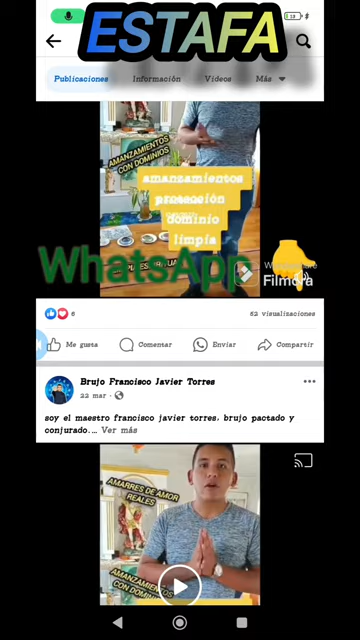 ESTAFA
Publicaciones Información Videos Más
AMANZAMIENTOS
CON DOMINIOS
amanzamientos
prosesión
dominio
limpia
WhatsApp
Filmora
6 62 visualizaciones
Me gusta Comentar Enviar Compartir
Brujo Francisco Javier Torres
22 mar
soy el maestro francisco javier torres, brujo pactado y
conjurado.... Ver más
AMARRES DE AMOR
REALES
AMANZAMIENTOS
CON DOMINIOS